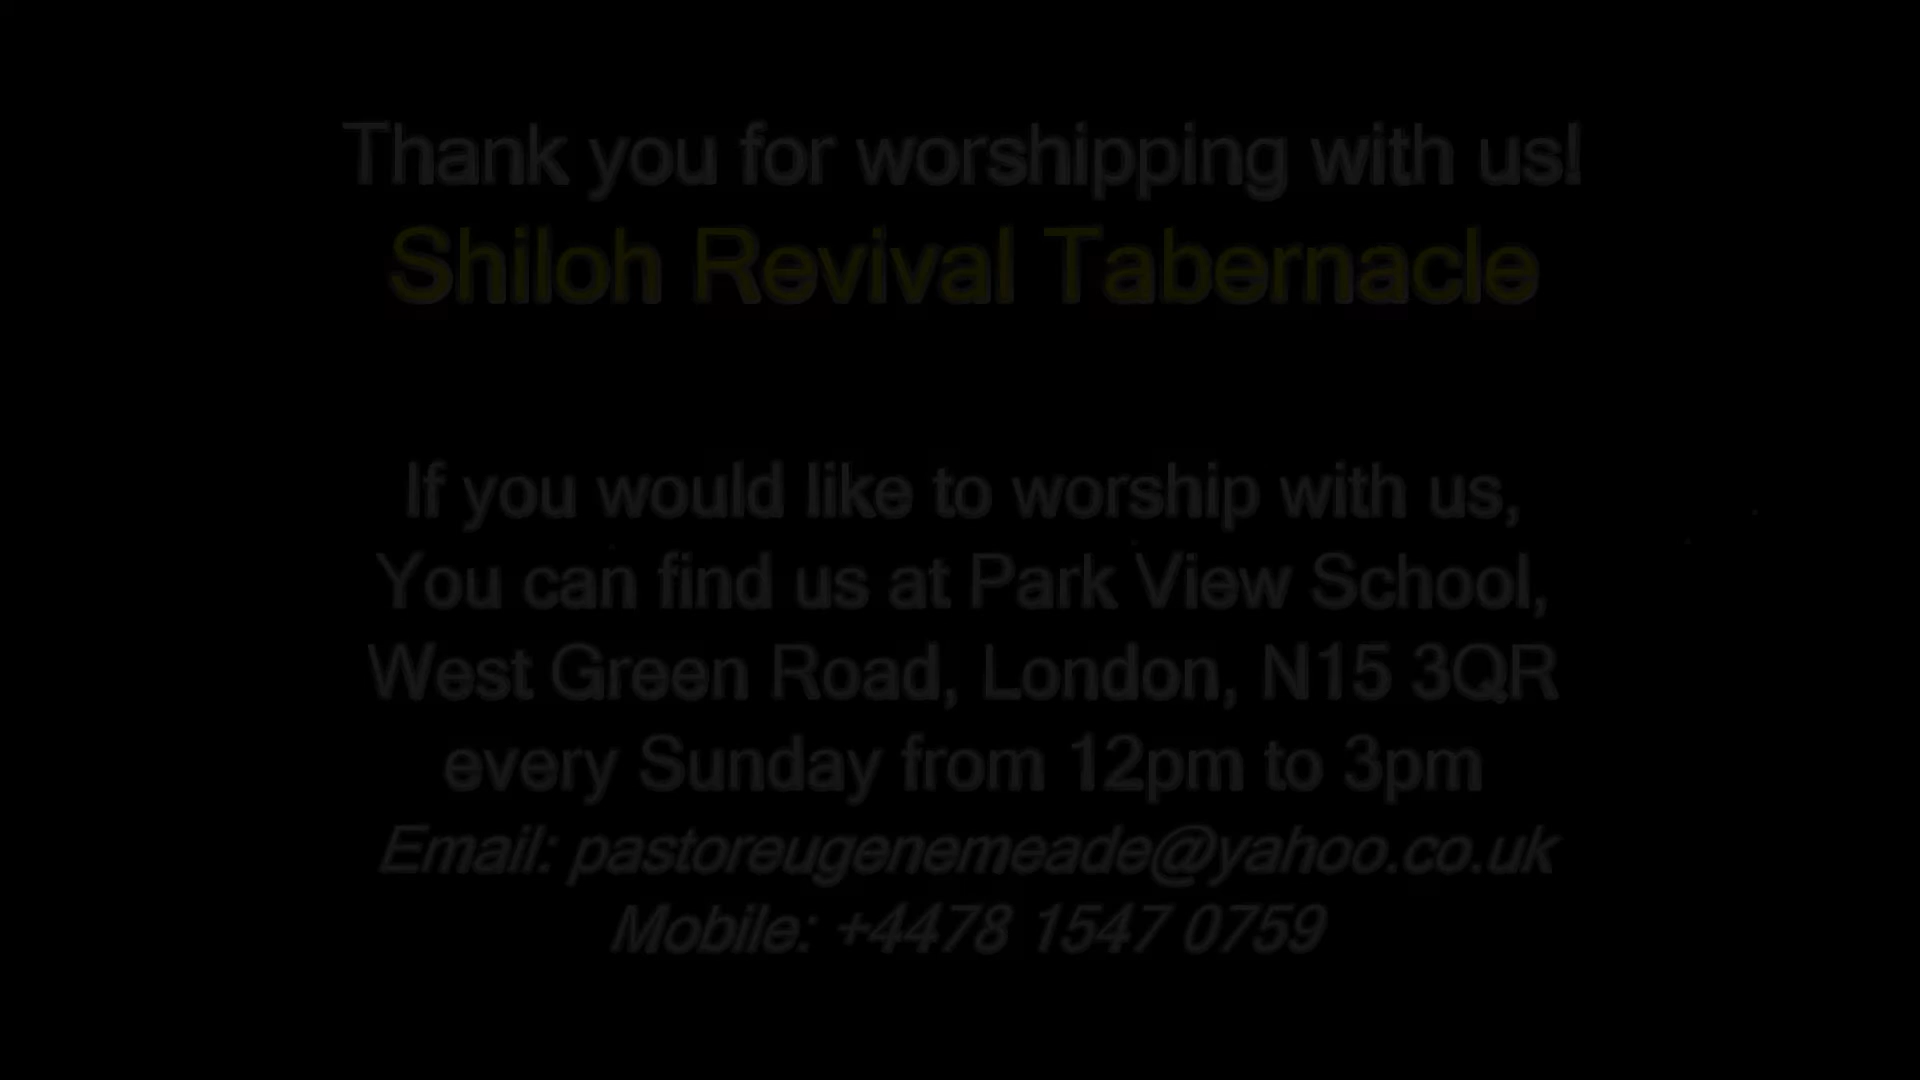 Thank you for worshipping with us!
Shiloh Revival Tabernacle
If you would like to worship with us,
You can find us at Park View School,
West Green Road, London, N15 3QR
every Sunday from 12pm to 3pm
Email: pastoreugenemeade@yahoo.co.uk
Mobile: +4478 1547 0759